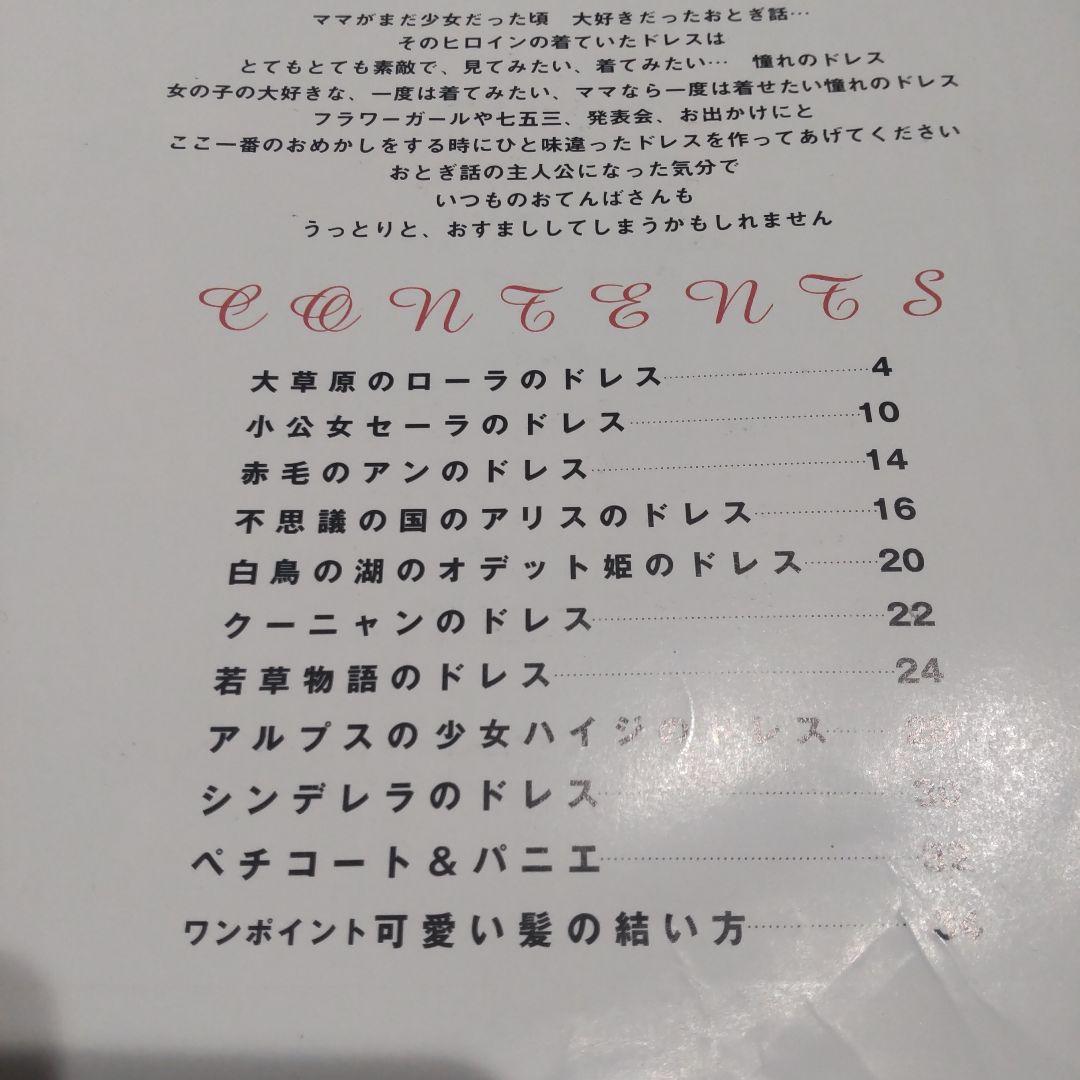 ママがまだ少女だった頃　大好きだったおとぎ話…
そのヒロインの着ていたドレスは
とてもとても素敵で、見てみたい、着てみたい…　憧れのドレス
女の子の大好きな、一度は着てみたい、ママなら一度は着せたい憧れのドレス
フラワーガールや七五三、発表会、お出かけにと
ここ一番のおめかしをする時にひと味違ったドレスを作ってあげてください
おとぎ話の主人公になった気分で
いつものおてんばさんも
うっとりと、おすまししてしまうかもしれません
CONTENTS
大草原のローラのドレス 4
小公女セーラのドレス 10
赤毛のアンのドレス 14
不思議の国のアリスのドレス 16
白鳥の湖のオデット姫のドレス 20
クーニャンのドレス 22
若草物語のドレス 24
アルプスの少女ハイジのドレス
シンデレラのドレス
ペチコート＆パニエ 32
ワンポイント可愛い髪の結い方